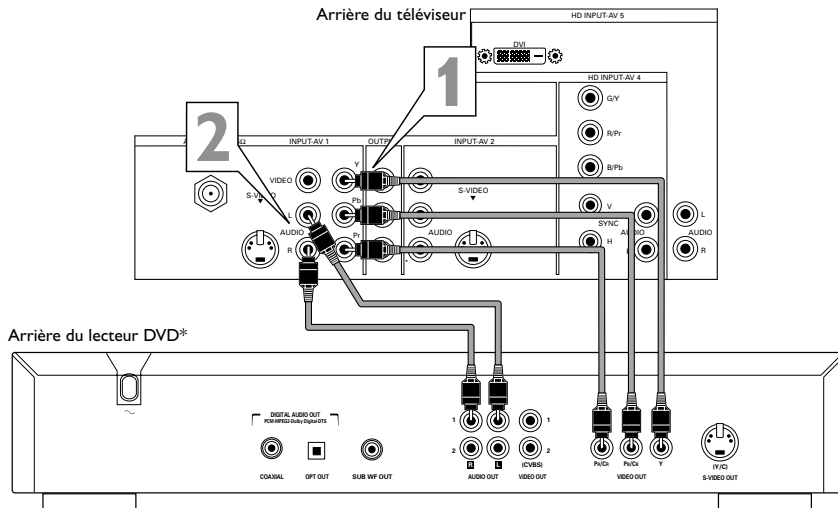 Arrière du téléviseur
HD INPUT-AV 5
DVI
HD INPUT-AV 4
G/Y
R/Pr
B/Pb
V
SYNC
H
AUDIO
L
AUDIO
R
1
2
INPUT-AV 1
INPUT-AV 2
VIDEO
Y
Pb
Pr
L
AUDIO
R
S-VIDEO
AUDIO
Arrière du lecteur DVD*
DIGITAL AUDIO OUT
PCM-MPEG2-Dolby Digital-DTS
COAXIAL
OPT OUT
SUB WF OUT
1
2
R
L
AUDIO OUT
1
2
(CVBS)
VIDEO OUT
PR/CR
PB/CB
Y
VIDEO OUT
(Y/C)
S-VIDEO OUT